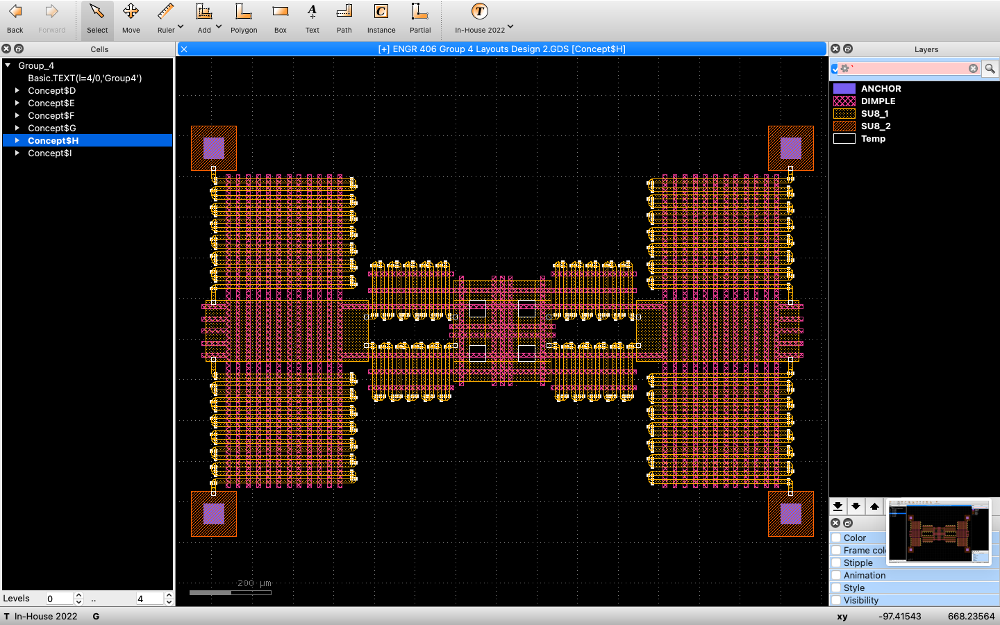 Back Forward Select Move Ruler Add Polygon Box Text Path Instance Partial In-House 2022
Cells
[+] ENGR 406 Group 4 Layouts Design 2.GDS [Concept$H]
Layers
Group_4
Basic.TEXT(l=4/0,'Group4')
Concept$D
Concept$E
Concept$F
Concept$G
Concept$H
Concept$I
ANCHOR
DIMPLE
SU8_1
SU8_2
Temp
200 µm
Color
Frame col
Stipple
Animation
Style
Visibility
Levels 0 .. 4
T In-House 2022 G xy -97.41543 668.23564